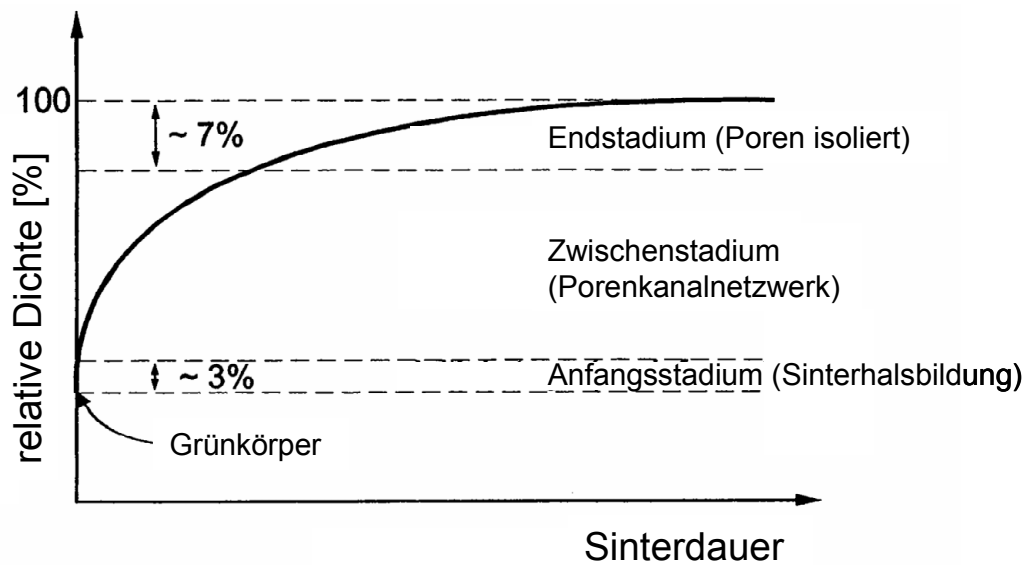 relative Dichte [%]
100
~ 7%
Endstadium (Poren isoliert)
Zwischenstadium
(Porenkanalnetzwerk)
~ 3%
Anfangsstadium (Sinterhalsbildung)
Grünkörper
Sinterdauer